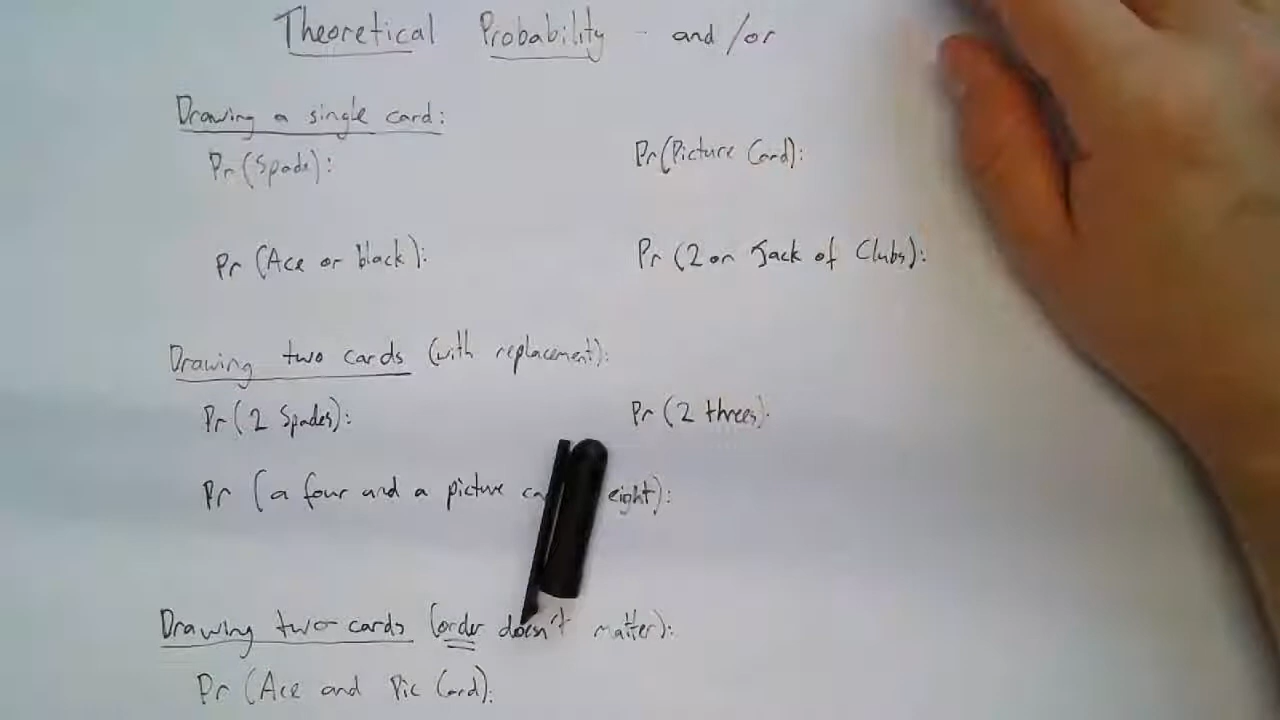 Theoretical Probability - and/or
Drawing a single card:
Pr (Spade):
Pr (Picture Card):
Pr (Ace or black):
Pr (2 or Jack of Clubs):
Drawing two cards (with replacement):
Pr (2 Spades):
Pr (2 threes):
Pr (a four and a picture eight):
Drawing two cards (order doesn't matter):
Pr (Ace and Pic Card):